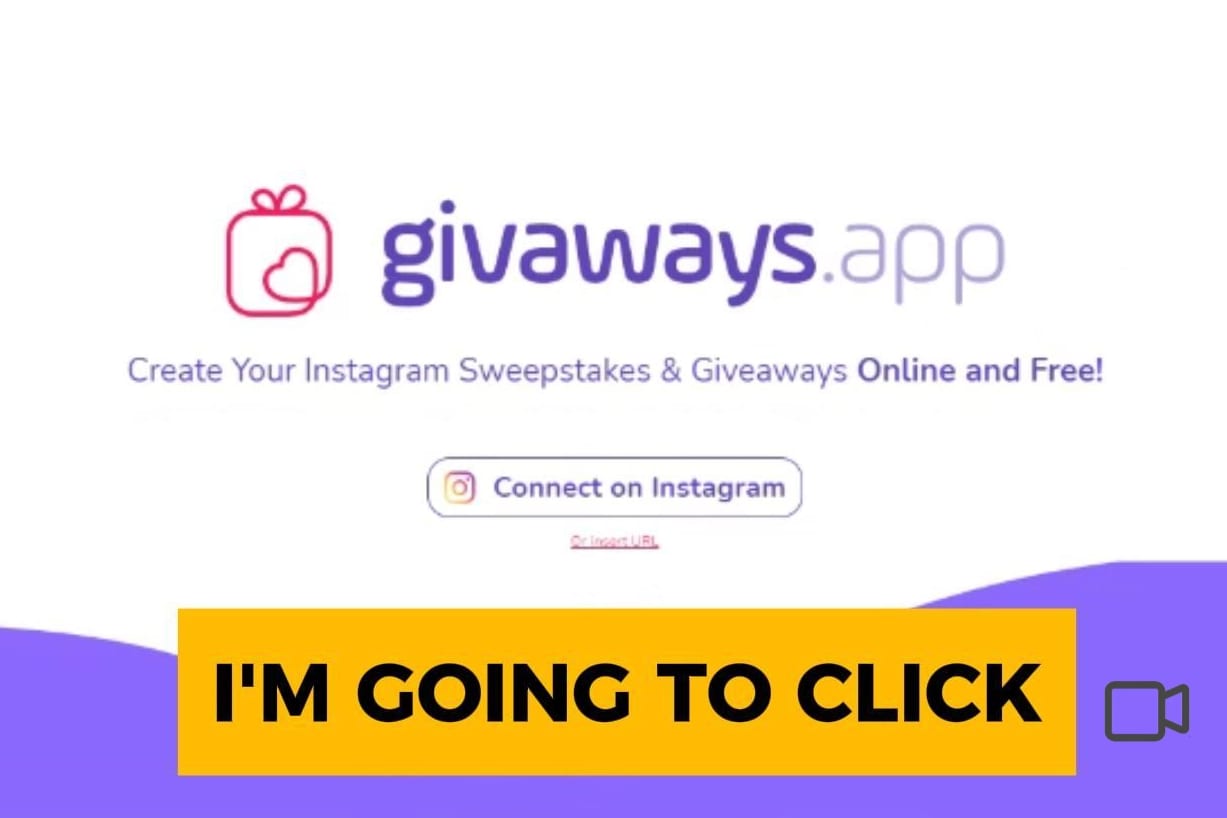 givaways.app
Create Your Instagram Sweepstakes & Giveaways Online and Free!
Connect on Instagram
Or Insert URL
I'M GOING TO CLICK